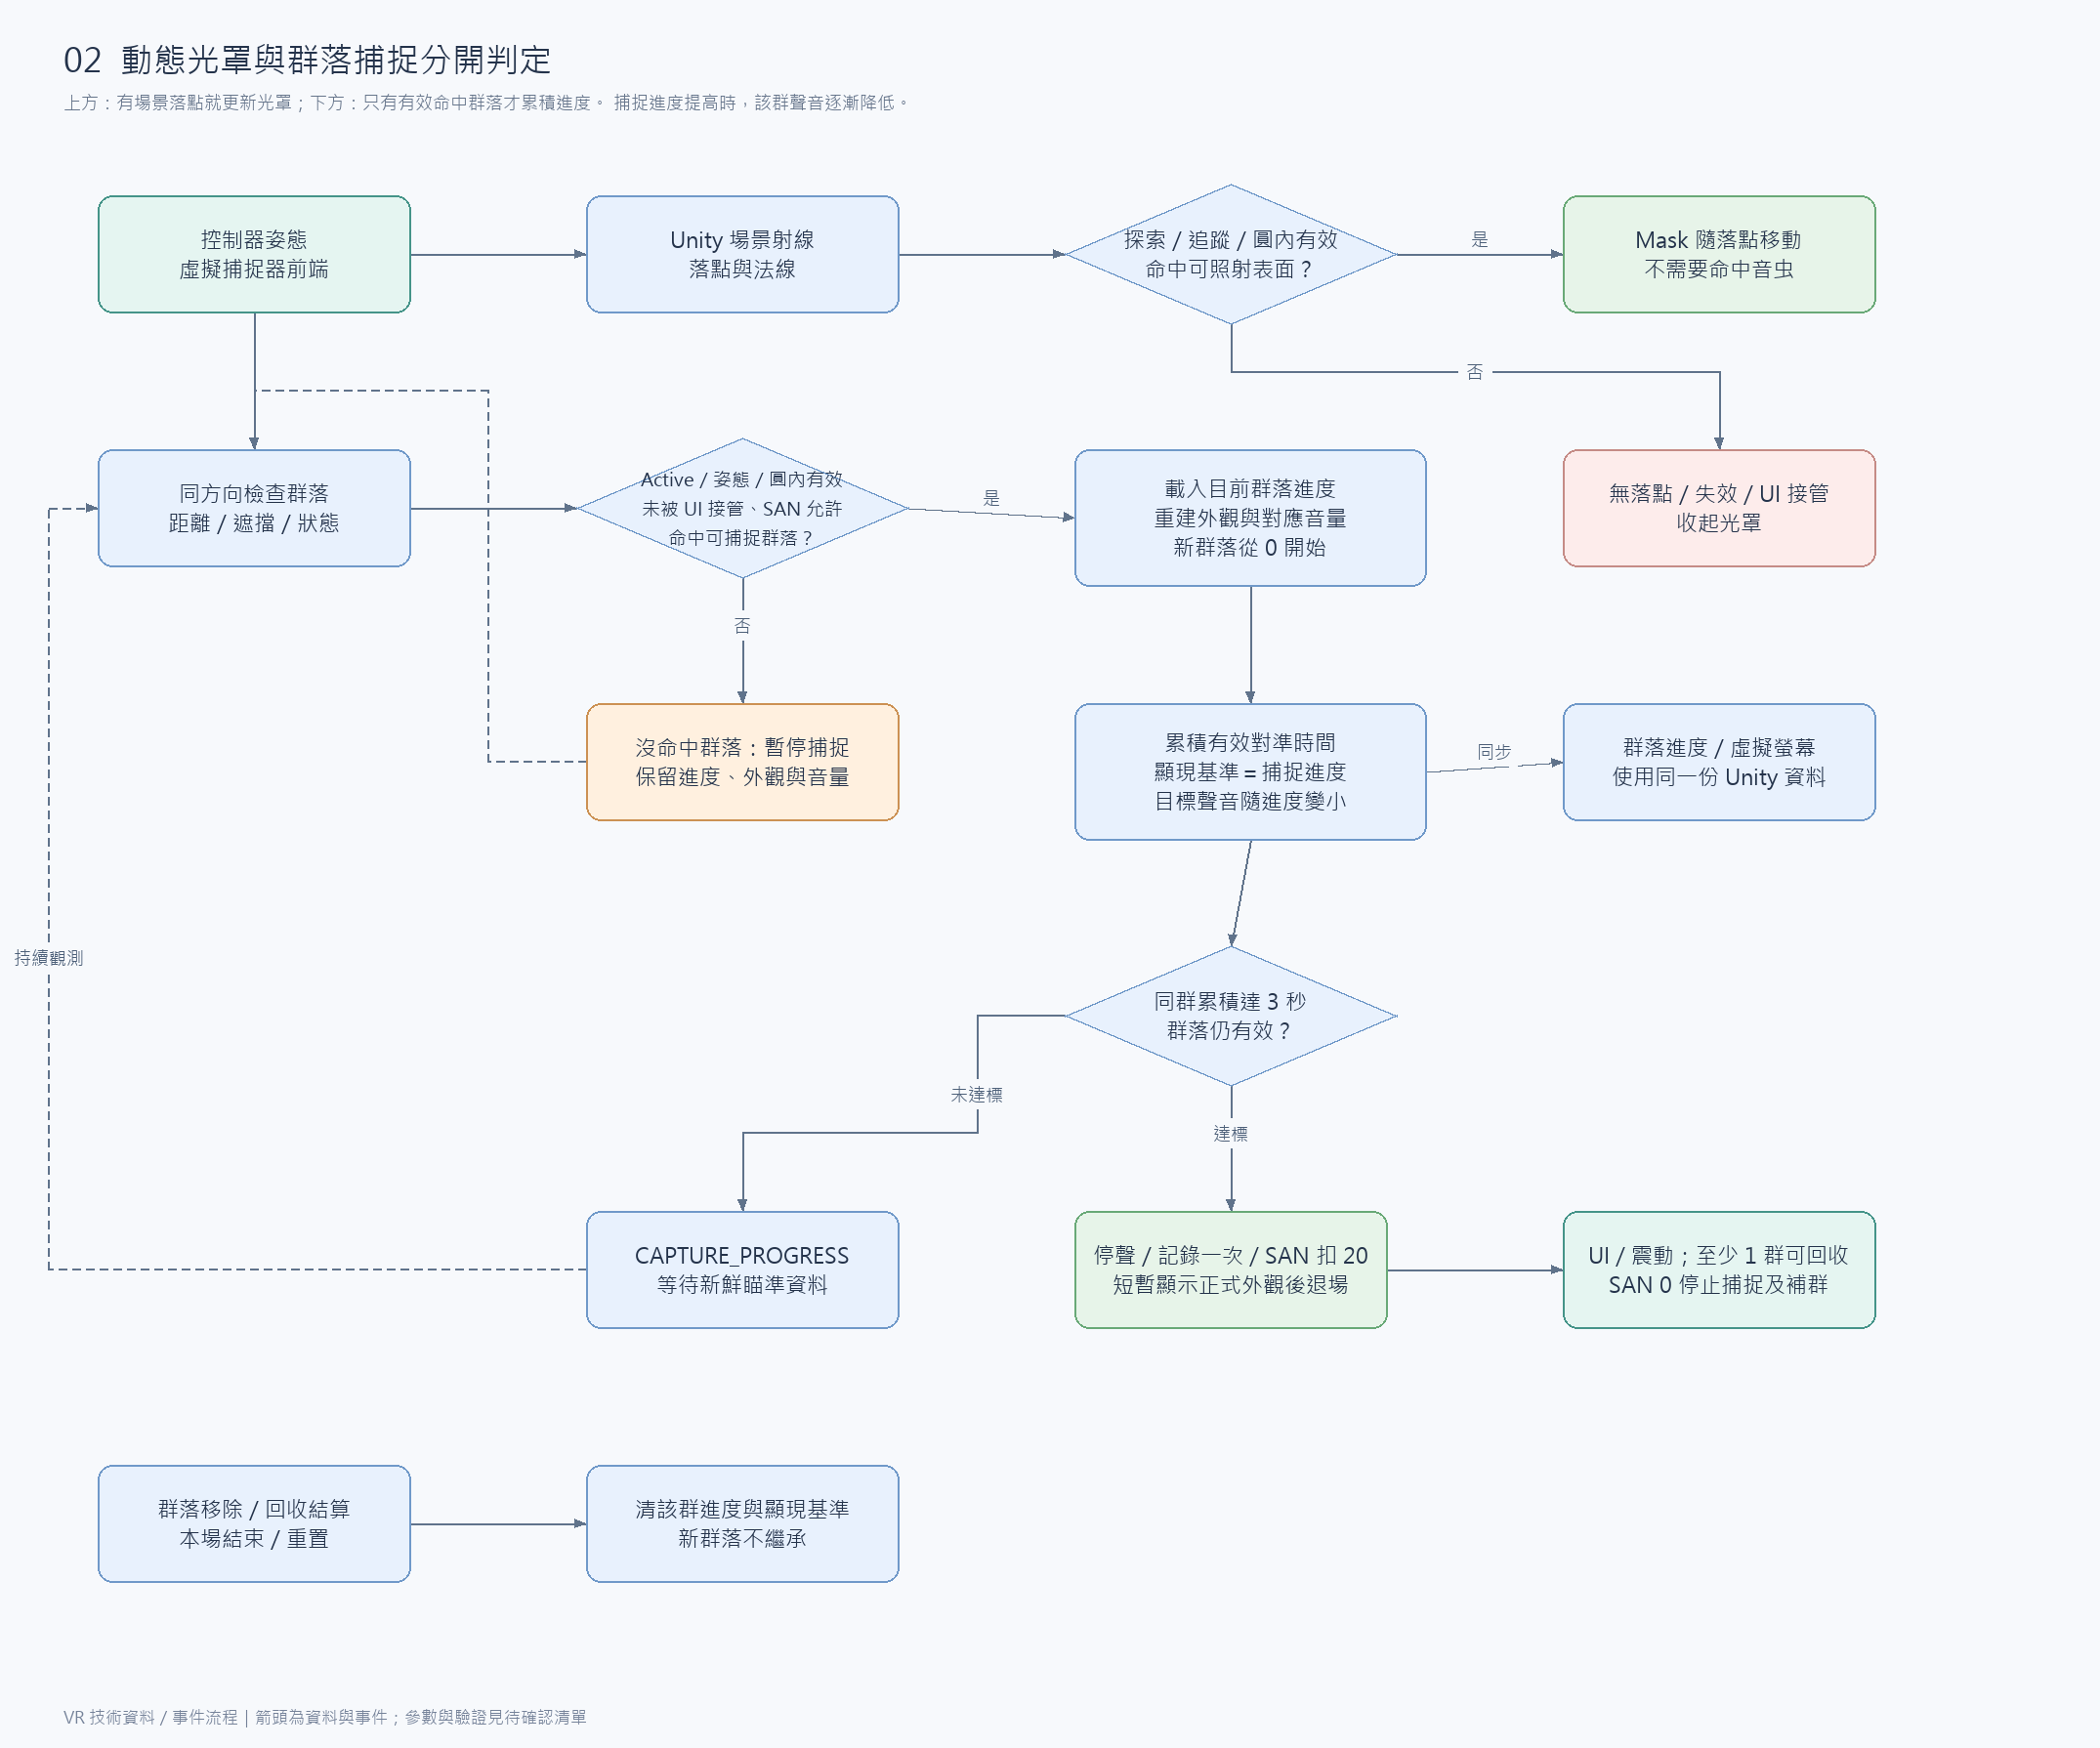 02 動態光罩與群落捕捉分開判定
上方：有場景落點就更新光罩；下方：只有有效命中群落才累積進度。 捕捉進度提高時，該群聲音逐漸降低。
控制器姿態
虛擬捕捉器前端
Unity 場景射線
落點與法線
探索 / 追蹤 / 圓內有效
命中可照射表面？
是
Mask 隨落點移動
不需要命中音虫
否
同方向檢查群落
距離 / 遮擋 / 狀態
Active / 姿態 / 圓內有效
未被 UI 接管、SAN 允許
命中可捕捉群落？
是
載入目前群落進度
重建外觀與對應音量
新群落從 0 開始
無落點 / 失效 / UI 接管
收起光罩
否
沒命中群落：暫停捕捉
保留進度、外觀與音量
累積有效對準時間
顯現基準 = 捕捉進度
目標聲音隨進度變小
同步
群落進度 / 虛擬螢幕
使用同一份 Unity 資料
持續觀測
同群累積達 3 秒
群落仍有效？
未達標
達標
CAPTURE_PROGRESS
等待新鮮瞄準資料
停聲 / 記錄一次 / SAN 扣 20
短暫顯示正式外觀後退場
UI / 震動；至少 1 群可回收
SAN 0 停止捕捉及補群
群落移除 / 回收結算
本場結束 / 重置
清該群進度與顯現基準
新群落不繼承
VR 技術資料 / 事件流程 | 箭頭為資料與事件；參數與驗證見待確認清單